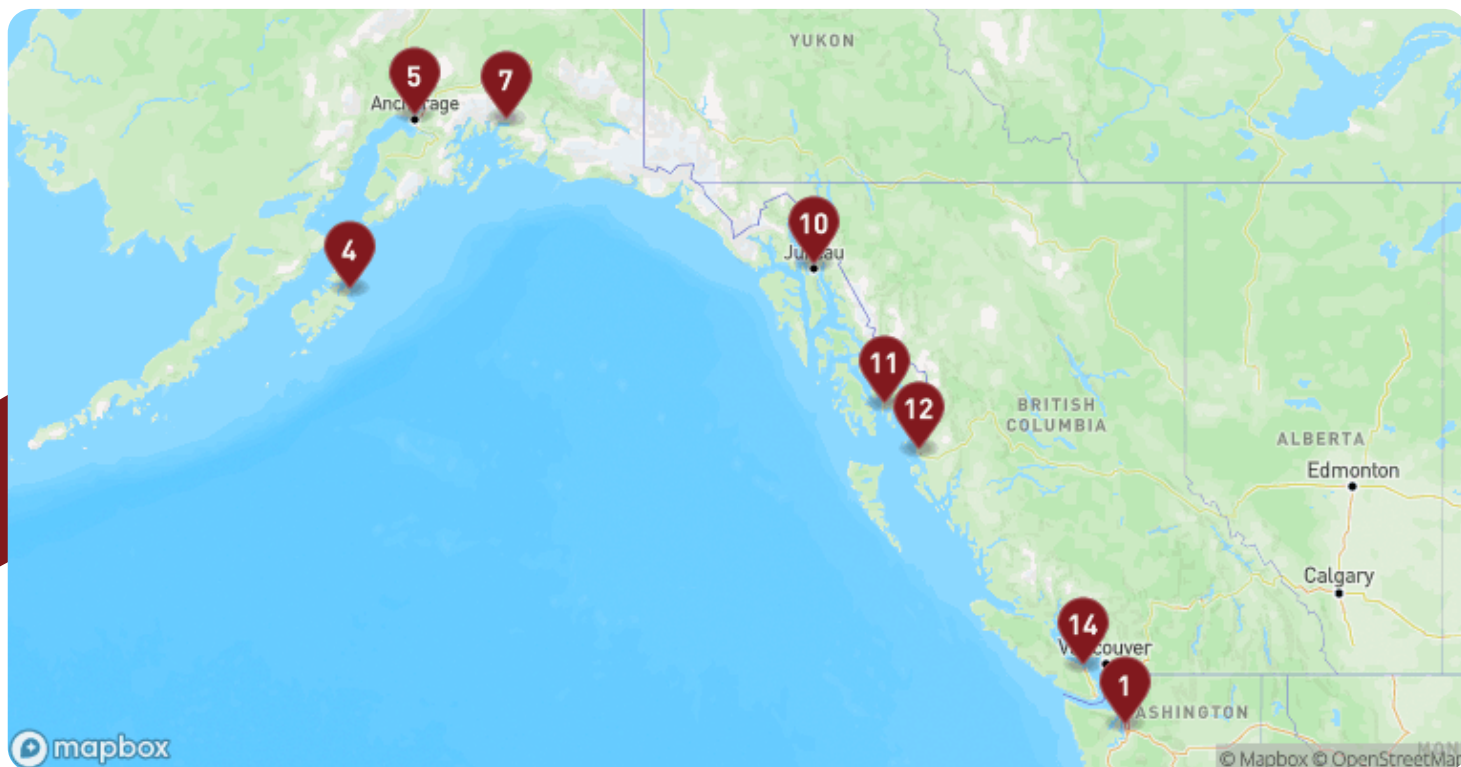 YUKON
5
7
Anchorage
10
Juneau
4
11
12
BRITISH
COLUMBIA
ALBERTA
Edmonton
Calgary
14
Vancouver
1
WASHINGTON
mapbox
© Mapbox © OpenStreetMap